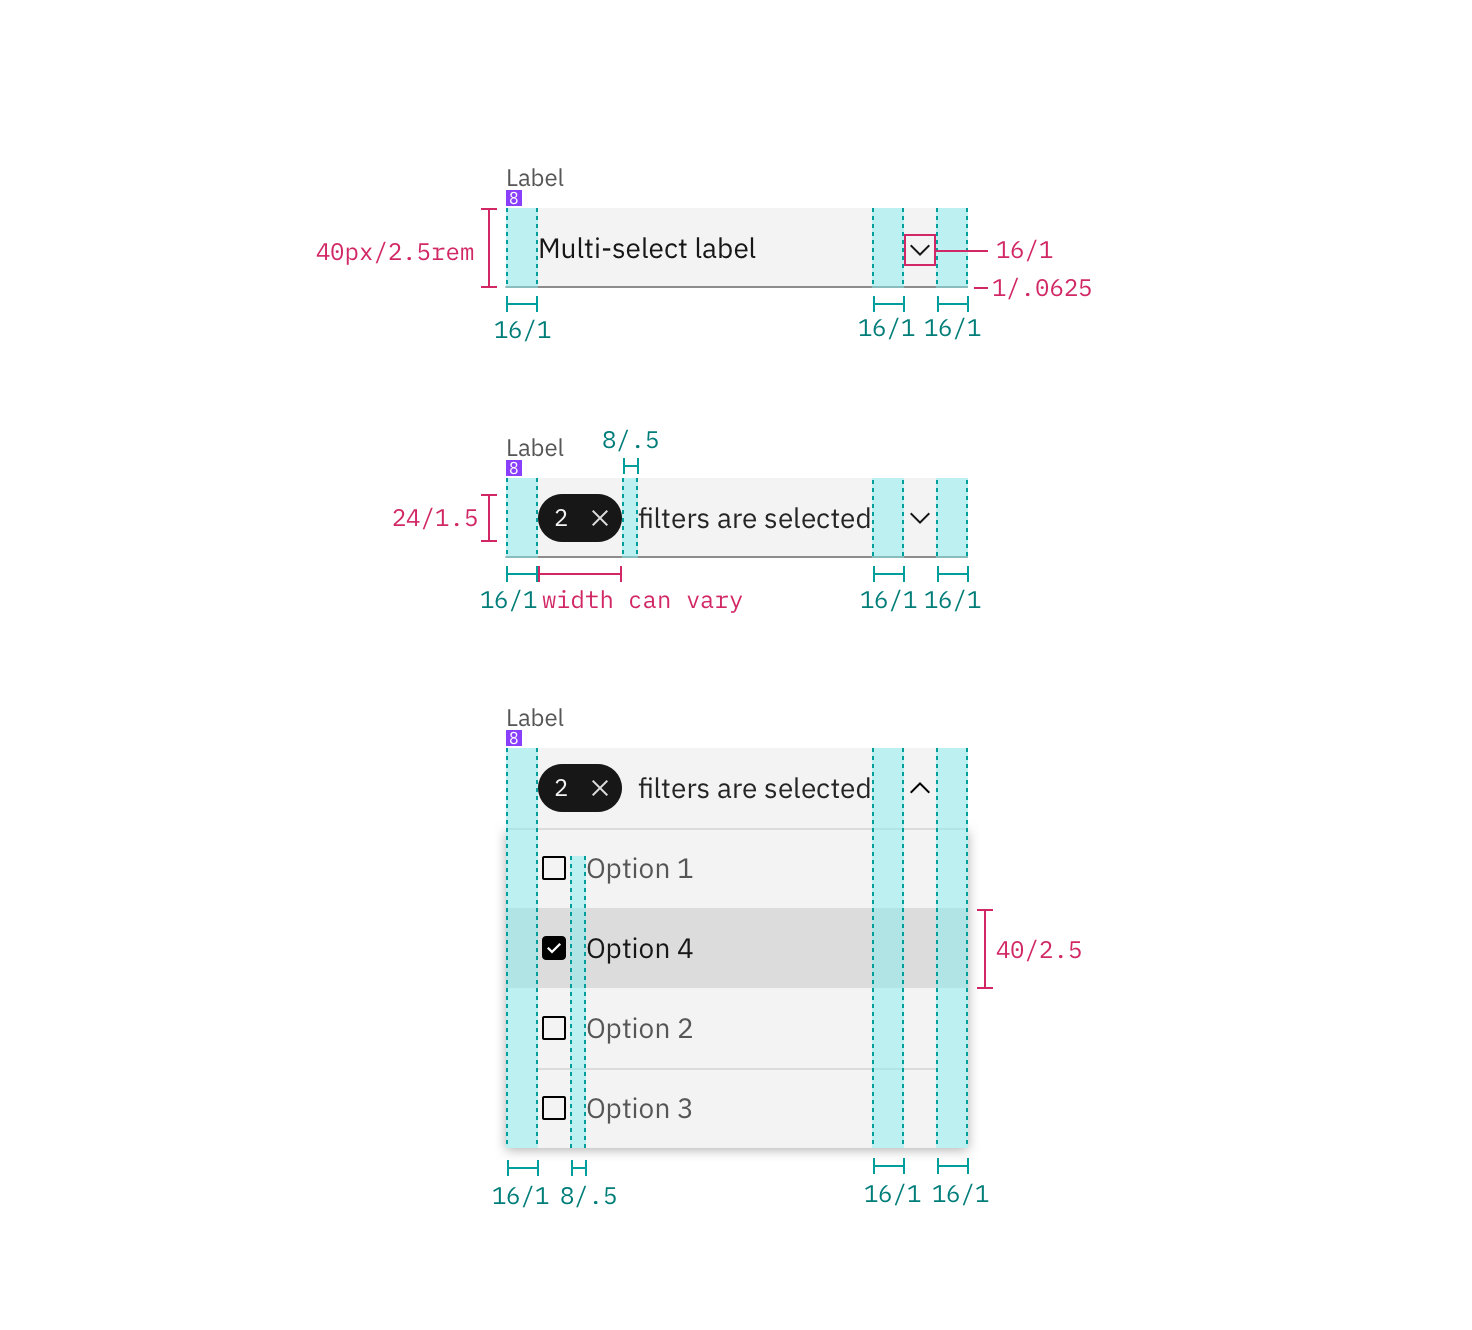 Label
8
40px/2.5rem
Multi-select label
16/1
1/.0625
16/1
16/1 16/1
Label
8/.5
8
24/1.5
2
filters are selected
16/1 width can vary
16/1 16/1
Label
8
2
filters are selected
Option 1
Option 4
40/2.5
Option 2
Option 3
16/1 8/.5
16/1 16/1